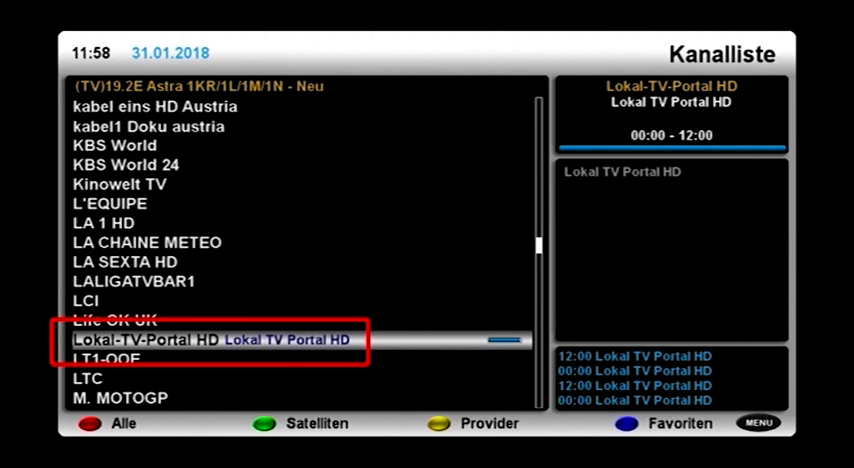 11:58 31.01.2018 Kanalliste
(TV)19.2E Astra 1KR/1L/1M/1N - Neu
kabel eins HD Austria
kabel1 Doku austria
KBS World
KBS World 24
Kinowelt TV
L'EQUIPE
LA 1 HD
LA CHAINE METEO
LA SEXTA HD
LALIGATVBAR1
LCI
Life OK UK
Lokal-TV-Portal HD Lokal TV Portal HD
LT1-OOE
LTC
M. MOTOGP
Lokal-TV-Portal HD
Lokal TV Portal HD
00:00 - 12:00
Lokal TV Portal HD
12:00 Lokal TV Portal HD
00:00 Lokal TV Portal HD
12:00 Lokal TV Portal HD
00:00 Lokal TV Portal HD
Alle Satelliten Provider Favoriten MENU